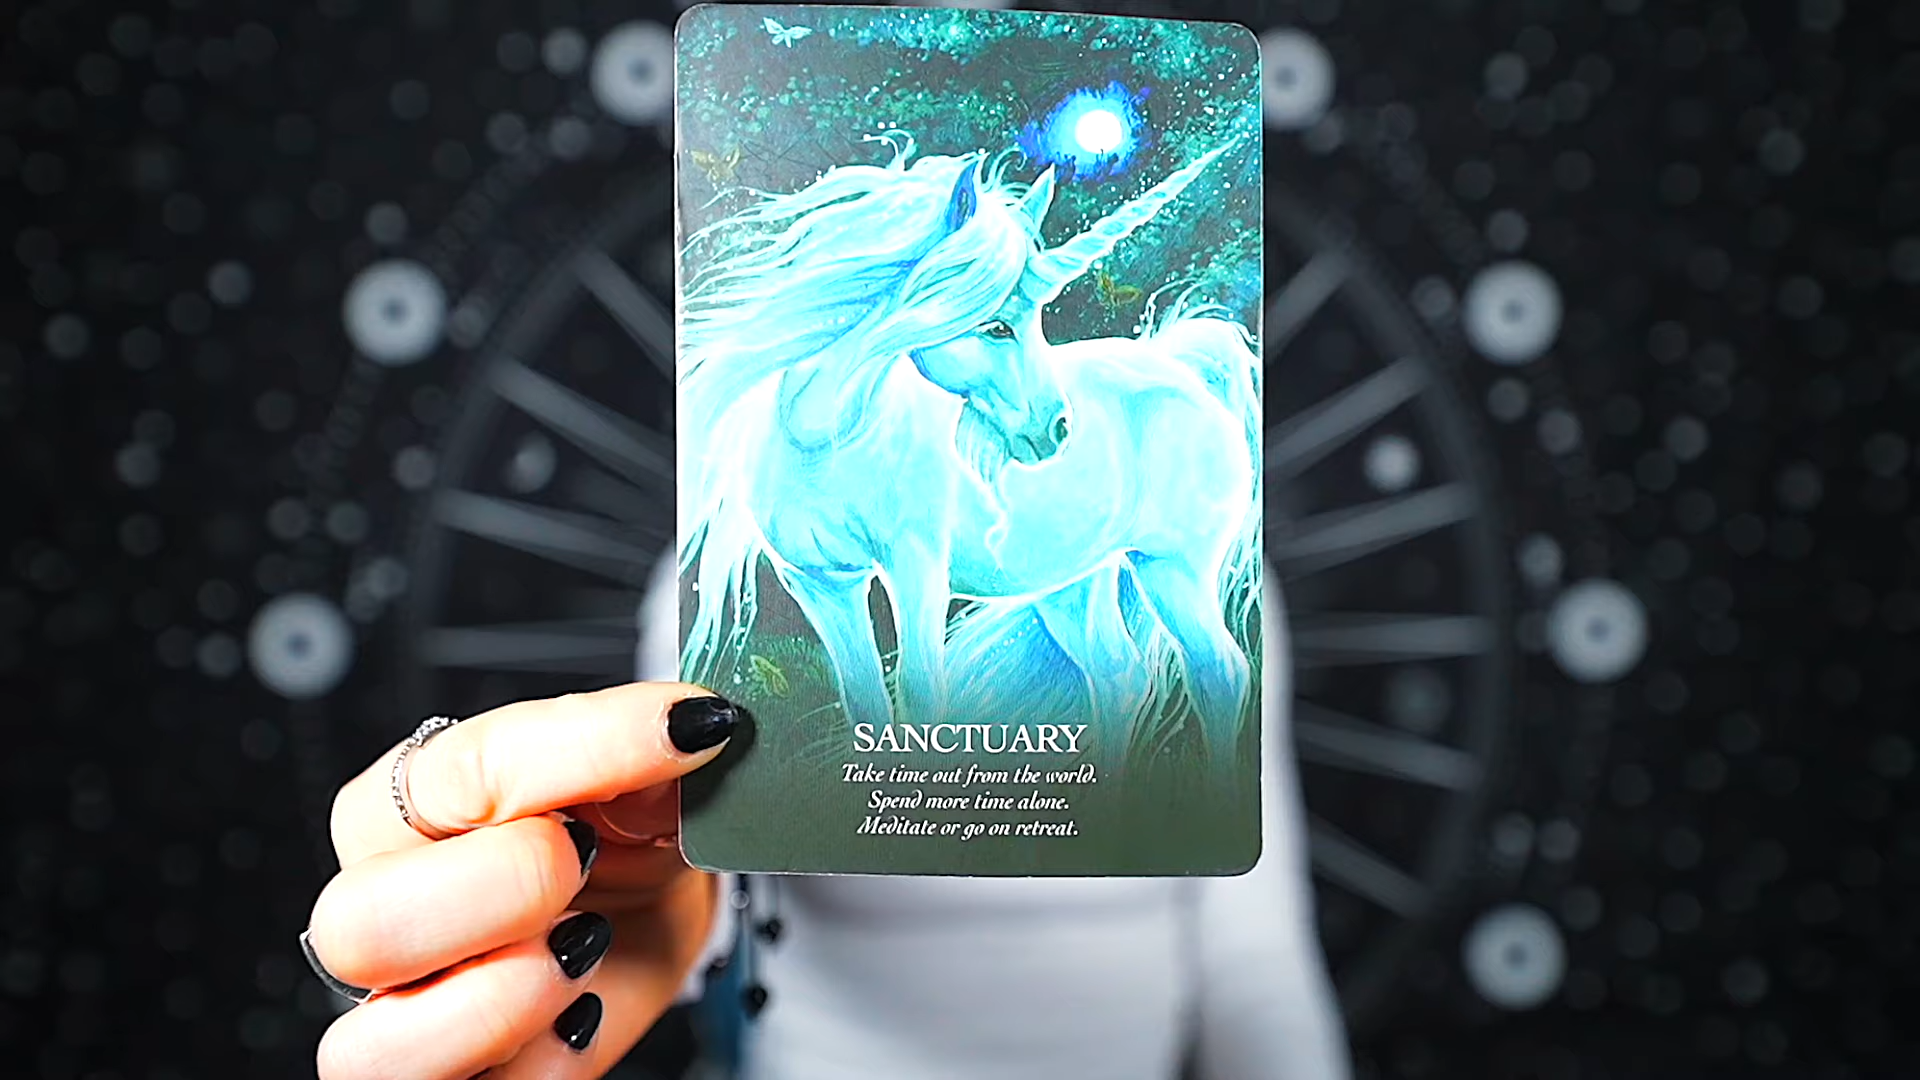 SANCTUARY
Take time out from the world.
Spend more time alone.
Meditate or go on retreat.